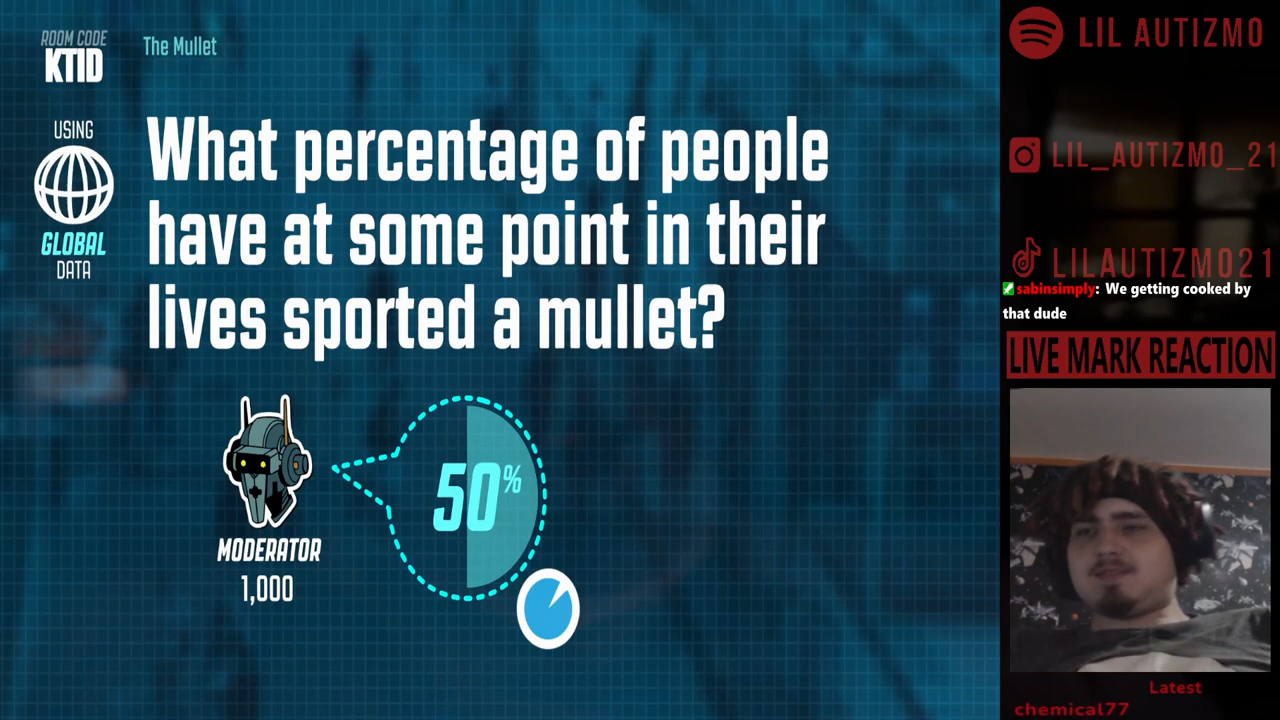 ROOM CODE
KTID
The Mullet
USING
GLOBAL
DATA
What percentage of people
have at some point in their
lives sported a mullet?
50%
MODERATOR
1,000
LIL AUTIZMO
LIL_AUTIZMO_21
LILAUTIZMO21
sabinsimply: We getting cooked by
that dude
LIVE MARK REACTION
Latest
chemical77